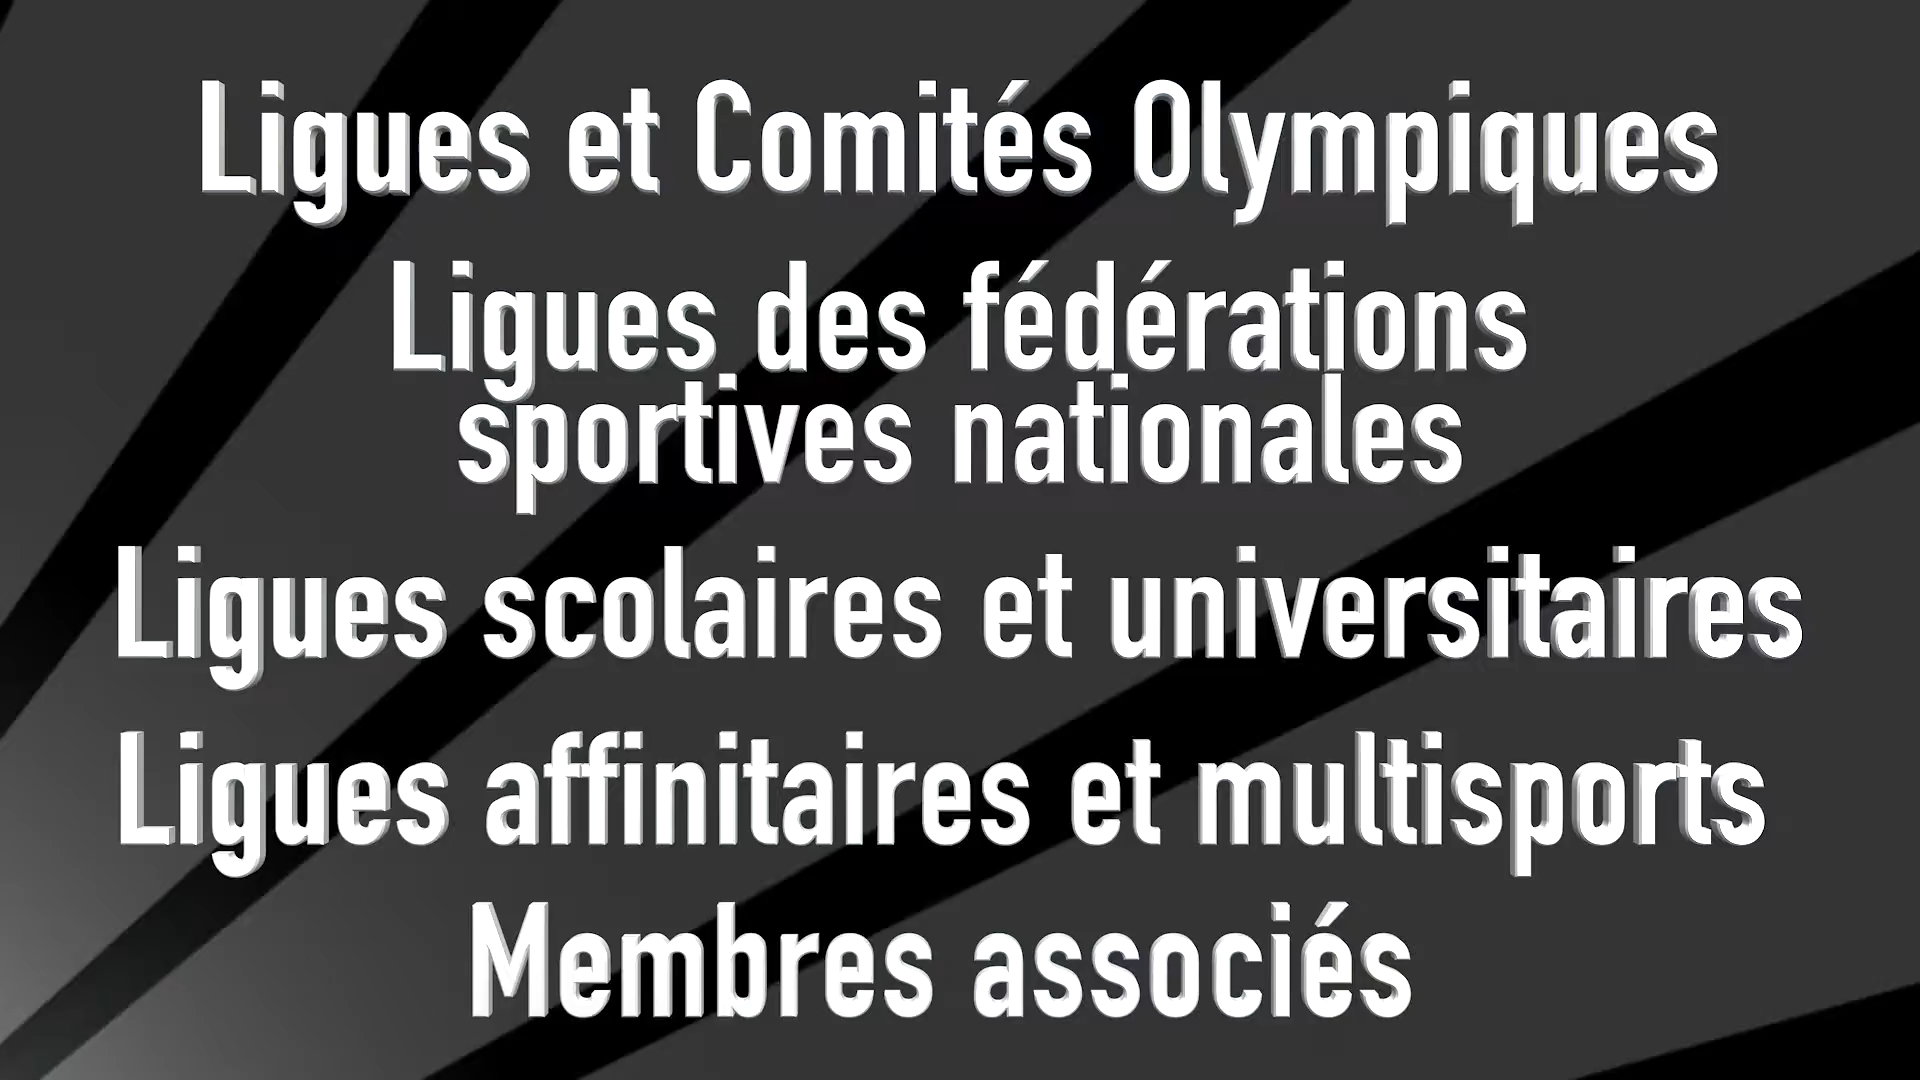 Ligues et Comités Olympiques
Ligues des fédérations
sportives nationales
Ligues scolaires et universitaires
Ligues affinitaires et multisports
Membres associés